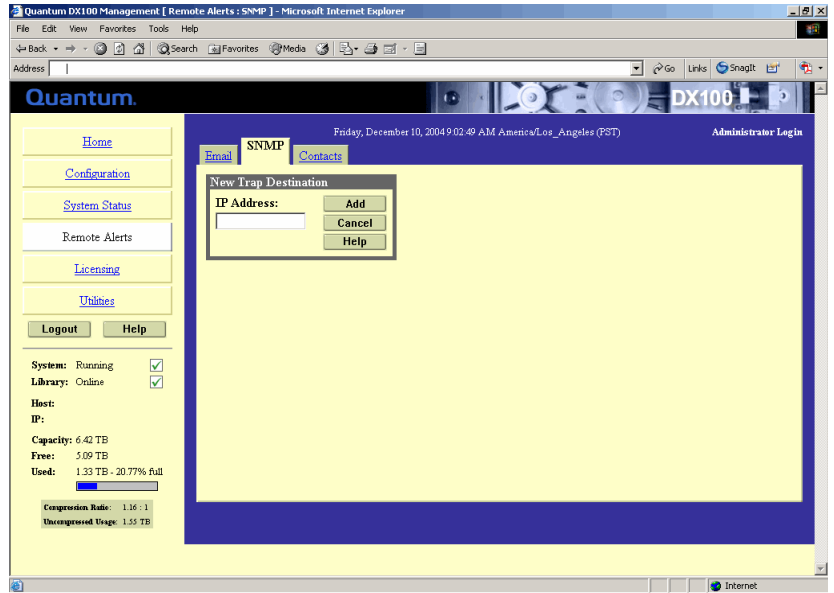 Quantum DX100 Management [ Remote Alerts : SNMP ] - Microsoft Internet Explorer
File Edit View Favorites Tools Help
Back Search Favorites Media
Address Go Links SnagIt
Quantum. DX100
Friday, December 10, 2004 9:02:49 AM America/Los_Angeles (PST) Administrator Login
Home
Configuration
System Status
Remote Alerts
Licensing
Utilities
Logout Help
System: Running
Library: Online
Host:
IP:
Capacity: 6.42 TB
Free: 5.09 TB
Used: 1.33 TB - 20.77% full
Compression Ratio: 1.16 : 1
Uncompressed Usage: 1.55 TB
Email SNMP Contacts
New Trap Destination
IP Address: Add
Cancel
Help
Internet